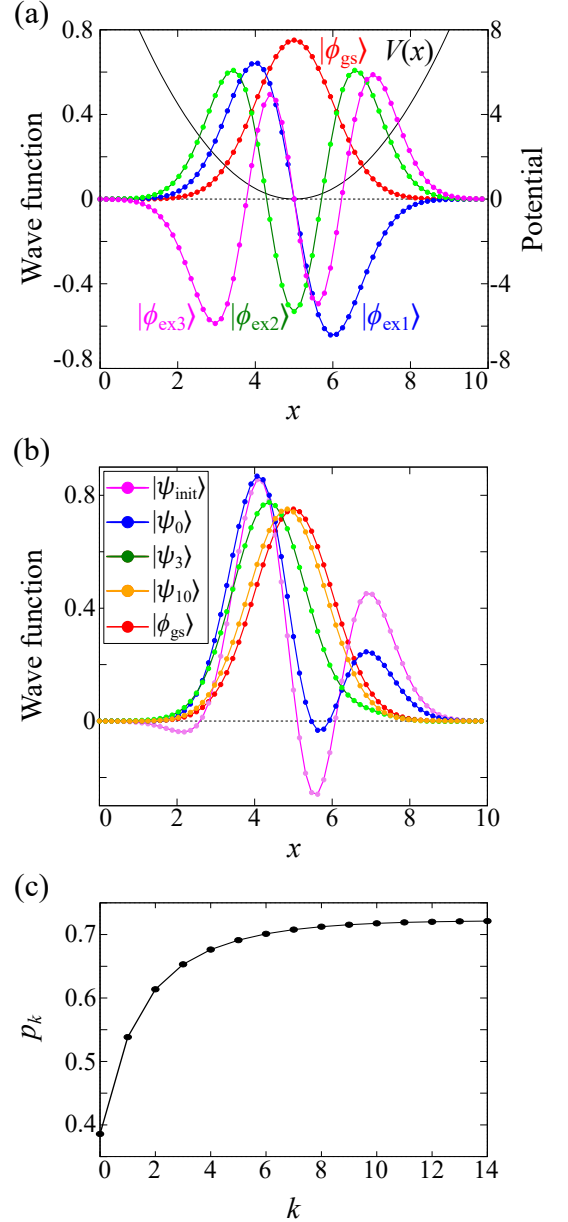 (a)
0.8
0.4
0
-0.4
-0.8
Wave function
8
4
0
-4
-8
Potential
|ϕgs⟩
V(x)
|ϕex3⟩
|ϕex2⟩
|ϕex1⟩
0 2 4 6 8 10
x
(b)
0.8
0.4
0
Wave function
|ψinit⟩
|ψ0⟩
|ψ3⟩
|ψ10⟩
|ϕgs⟩
0 2 4 6 8 10
x
(c)
0.7
0.6
0.5
0.4
pk
0 2 4 6 8 10 12 14
k